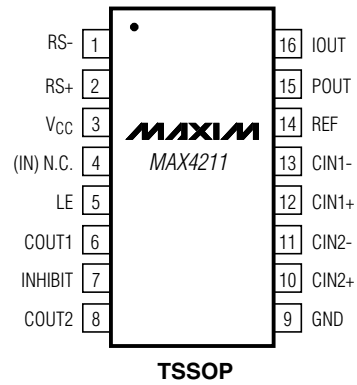 RS- 1
RS+ 2
VCC 3
(IN) N.C. 4
LE 5
COUT1 6
INHIBIT 7
COUT2 8
MAXIM
MAX4211
16 IOUT
15 POUT
14 REF
13 CIN1-
12 CIN1+
11 CIN2-
10 CIN2+
9 GND
TSSOP